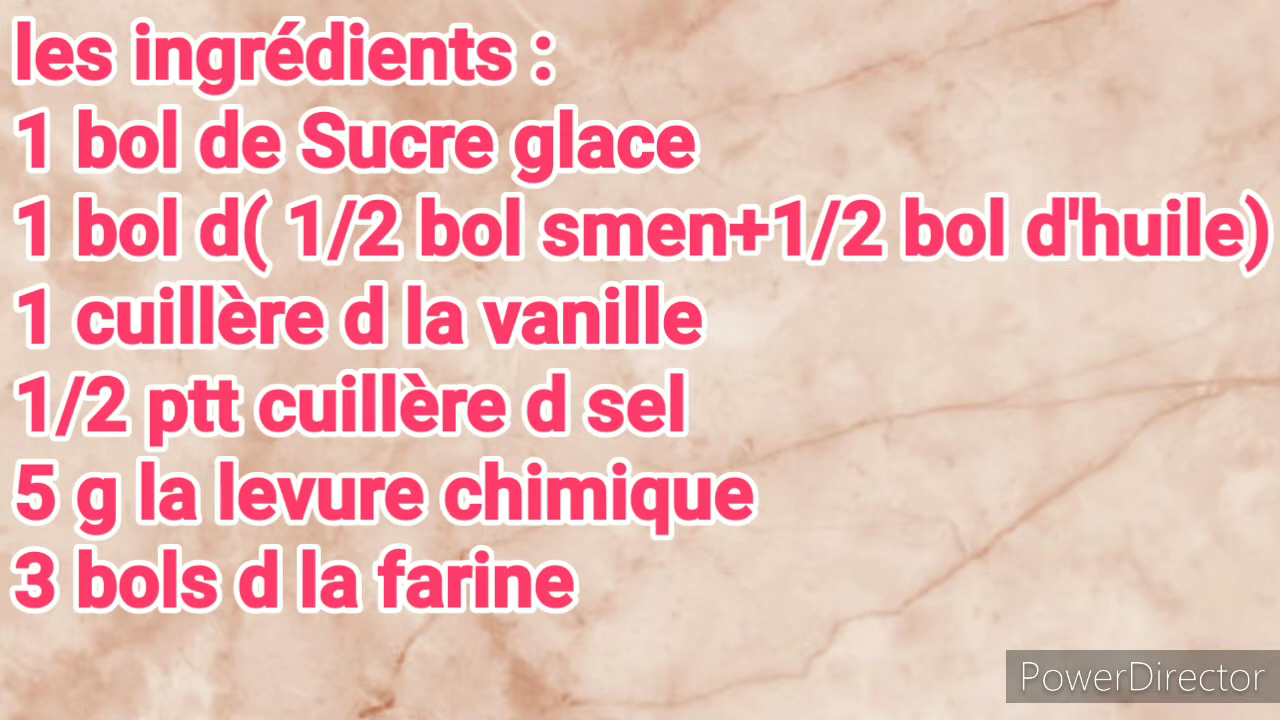 les ingrédients :
1 bol de Sucre glace
1 bol d( 1/2 bol smen+1/2 bol d'huile)
1 cuillère d la vanille
1/2 ptt cuillère d sel
5 g la levure chimique
3 bols d la farine
PowerDirector